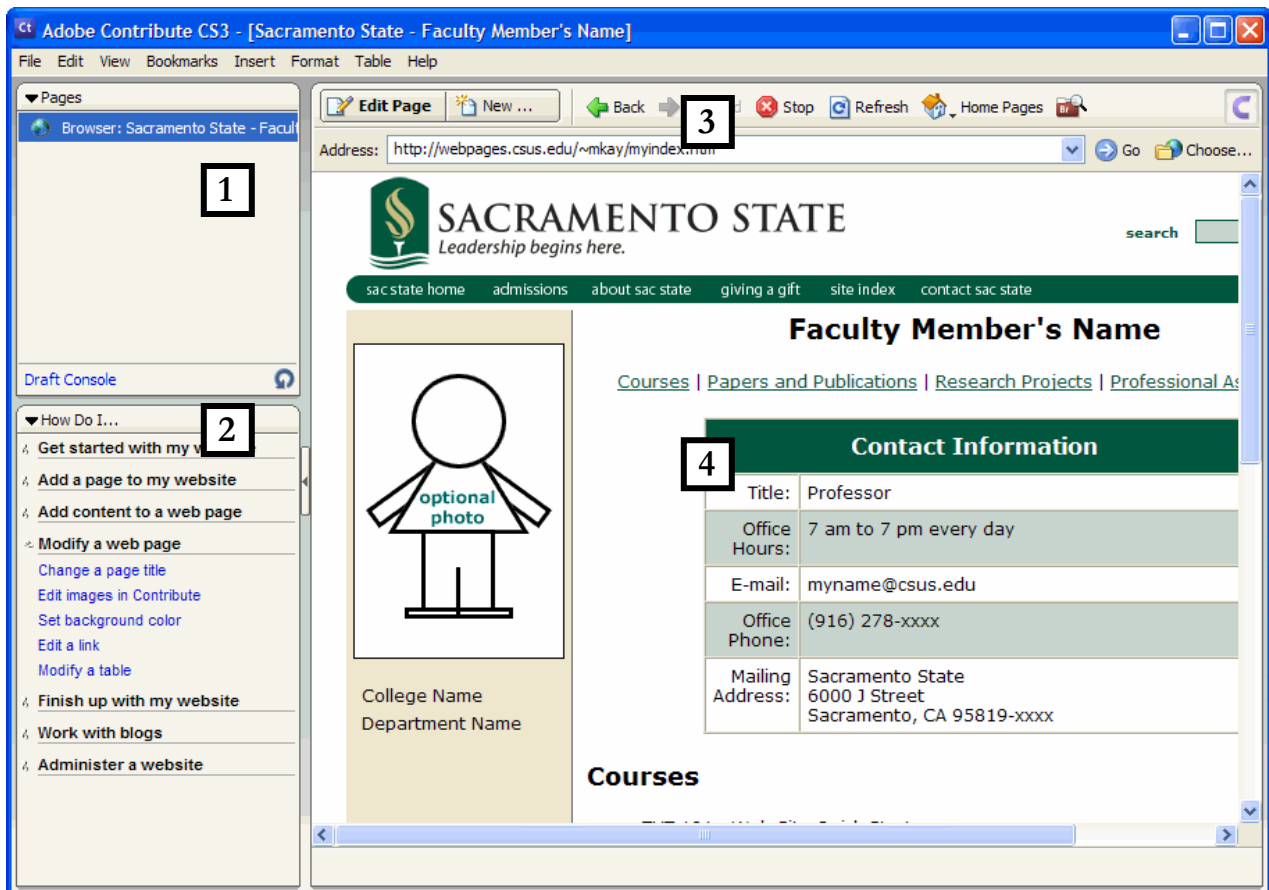 Ct Adobe Contribute CS3 - [Sacramento State - Faculty Member's Name]
File Edit View Bookmarks Insert Format Table Help
Pages
Browser: Sacramento State - Facult
1
Draft Console
How Do I...
2
Get started with my
Add a page to my website
Add content to a web page
Modify a web page
Change a page title
Edit images in Contribute
Set background color
Edit a link
Modify a table
Finish up with my website
Work with blogs
Administer a website
Edit Page New ... Back Stop Refresh Home Pages Br
3
Address: http://webpages.csus.edu/~mkay/myindex.htm Go Choose...
SACRAMENTO STATE
Leadership begins here.
search
sac state home admissions about sac state giving a gift site index contact sac state
Faculty Member's Name
Courses | Papers and Publications | Research Projects | Professional As
optional
photo
College Name
Department Name
4
Contact Information
Title: Professor
Office Hours: 7 am to 7 pm every day
E-mail: myname@csus.edu
Office Phone: (916) 278-xxxx
Mailing Address: Sacramento State
6000 J Street
Sacramento, CA 95819-xxxx
Courses